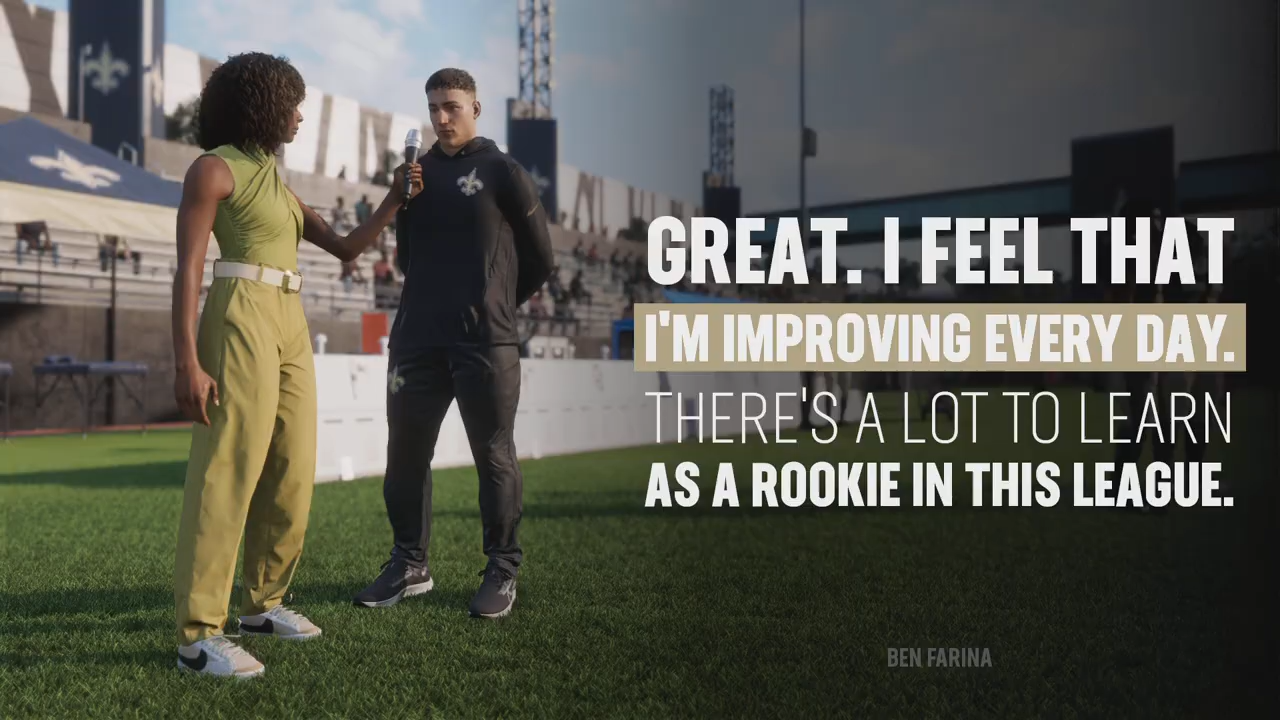 GREAT. I FEEL THAT
I'M IMPROVING EVERY DAY.
THERE'S A LOT TO LEARN
AS A ROOKIE IN THIS LEAGUE.
BEN FARINA